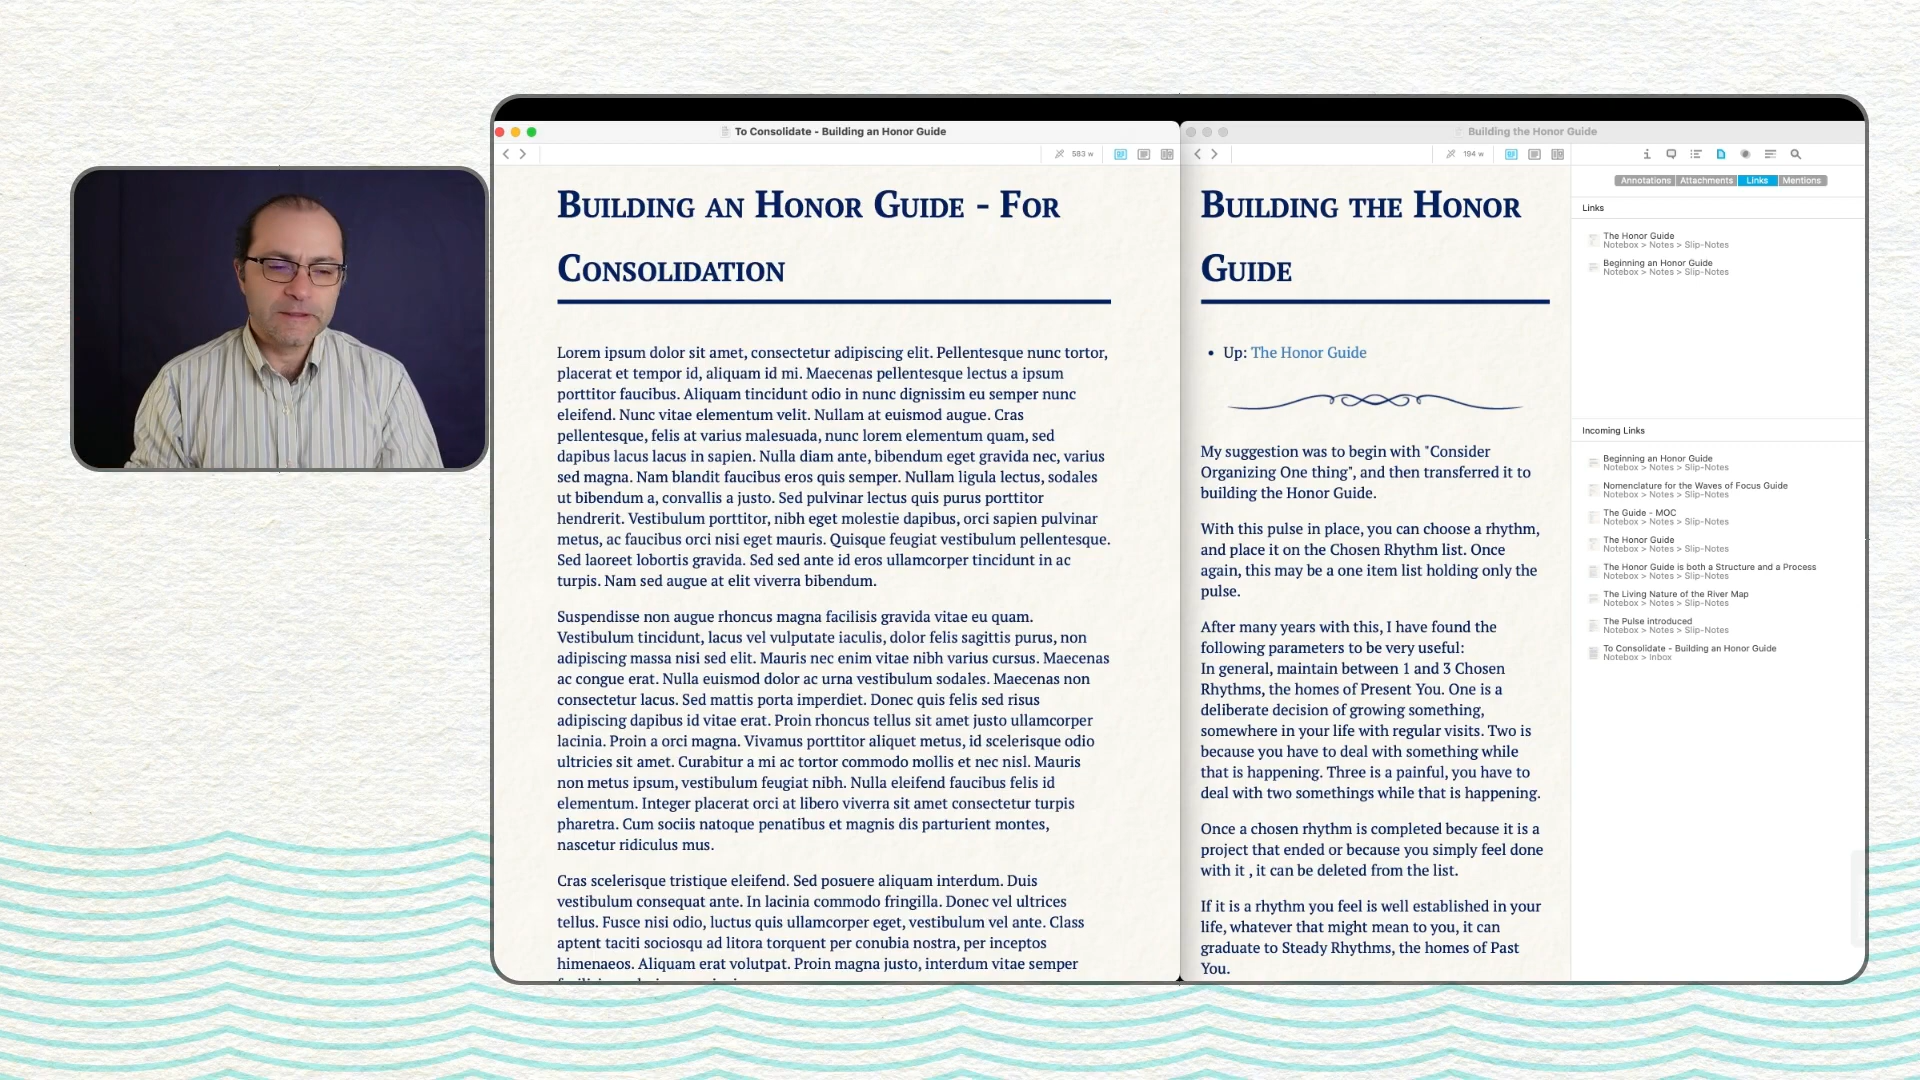 To Consolidate - Building an Honor Guide
583 w
Building an Honor Guide - For
Consolidation
Lorem ipsum dolor sit amet, consectetur adipiscing elit. Pellentesque nunc tortor,
placerat et tempor id, aliquam id mi. Maecenas pellentesque lectus a ipsum
porttitor faucibus. Aliquam tincidunt odio in nunc dignissim eu semper nunc
eleifend. Nunc vitae elementum velit. Nullam at euismod augue. Cras
pellentesque, felis at varius malesuada, nunc lorem elementum quam, sed
dapibus lacus lacus in sapien. Nulla diam ante, bibendum eget gravida nec, varius
sed magna. Nam blandit faucibus eros quis semper. Nullam ligula lectus, sodales
ut bibendum a, convallis a justo. Sed pulvinar lectus quis purus porttitor
hendrerit. Vestibulum porttitor, nibh eget molestie dapibus, orci sapien pulvinar
metus, ac faucibus orci nisi eget mauris. Quisque feugiat vestibulum pellentesque.
Sed laoreet lobortis gravida. Sed sed ante id eros ullamcorper tincidunt in ac
turpis. Nam sed augue at elit viverra bibendum.
Suspendisse non augue rhoncus magna facilisis gravida vitae eu quam.
Vestibulum tincidunt, lacus vel vulputate iaculis, dolor felis sagittis purus, non
adipiscing massa nisi sed elit. Mauris nec enim vitae nibh varius cursus. Maecenas
ac congue erat. Nulla euismod dolor ac urna vestibulum sodales. Maecenas non
consectetur lacus. Sed mattis porta imperdiet. Donec quis felis sed risus
adipiscing dapibus id vitae erat. Proin rhoncus tellus sit amet justo ullamcorper
lacinia. Proin a orci magna. Vivamus porttitor aliquet metus, id scelerisque odio
ultricies sit amet. Curabitur a mi ac tortor commodo mollis et nec nisl. Mauris
non metus ipsum, vestibulum feugiat nibh. Nulla eleifend faucibus felis id
elementum. Integer placerat orci at libero viverra sit amet consectetur turpis
pharetra. Cum sociis natoque penatibus et magnis dis parturient montes,
nascetur ridiculus mus.
Cras scelerisque tristique eleifend. Sed posuere aliquam interdum. Duis
vestibulum consequat ante. In lacinia commodo fringilla. Donec vel ultrices
tellus. Fusce nisi odio, luctus quis ullamcorper eget, vestibulum vel ante. Class
aptent taciti sociosqu ad litora torquent per conubia nostra, per inceptos
himenaeos. Aliquam erat volutpat. Proin magna justo, interdum vitae semper
Building the Honor Guide
194 w
Building the Honor
Guide
• Up: The Honor Guide
My suggestion was to begin with "Consider
Organizing One thing", and then transferred it to
building the Honor Guide.
With this pulse in place, you can choose a rhythm,
and place it on the Chosen Rhythm list. Once
again, this may be a one item list holding only the
pulse.
After many years with this, I have found the
following parameters to be very useful:
In general, maintain between 1 and 3 Chosen
Rhythms, the homes of Present You. One is a
deliberate decision of growing something,
somewhere in your life with regular visits. Two is
because you have to deal with something while
that is happening. Three is a painful, you have to
deal with two somethings while that is happening.
Once a chosen rhythm is completed because it is a
project that ended or because you simply feel done
with it , it can be deleted from the list.
If it is a rhythm you feel is well established in your
life, whatever that might mean to you, it can
graduate to Steady Rhythms, the homes of Past
You.
Annotations Attachments Links Mentions
Links
The Honor Guide
Notebox > Notes > Slip-Notes
Beginning an Honor Guide
Notebox > Notes > Slip-Notes
Incoming Links
Beginning an Honor Guide
Notebox > Notes > Slip-Notes
Nomenclature for the Waves of Focus Guide
Notebox > Notes > Slip-Notes
The Guide - MOC
Notebox > Notes > Slip-Notes
The Honor Guide
Notebox > Notes > Slip-Notes
The Honor Guide is both a Structure and a Process
Notebox > Notes > Slip-Notes
The Living Nature of the River Map
Notebox > Notes > Slip-Notes
The Pulse introduced
Notebox > Notes > Slip-Notes
To Consolidate - Building an Honor Guide
Notebox > Inbox